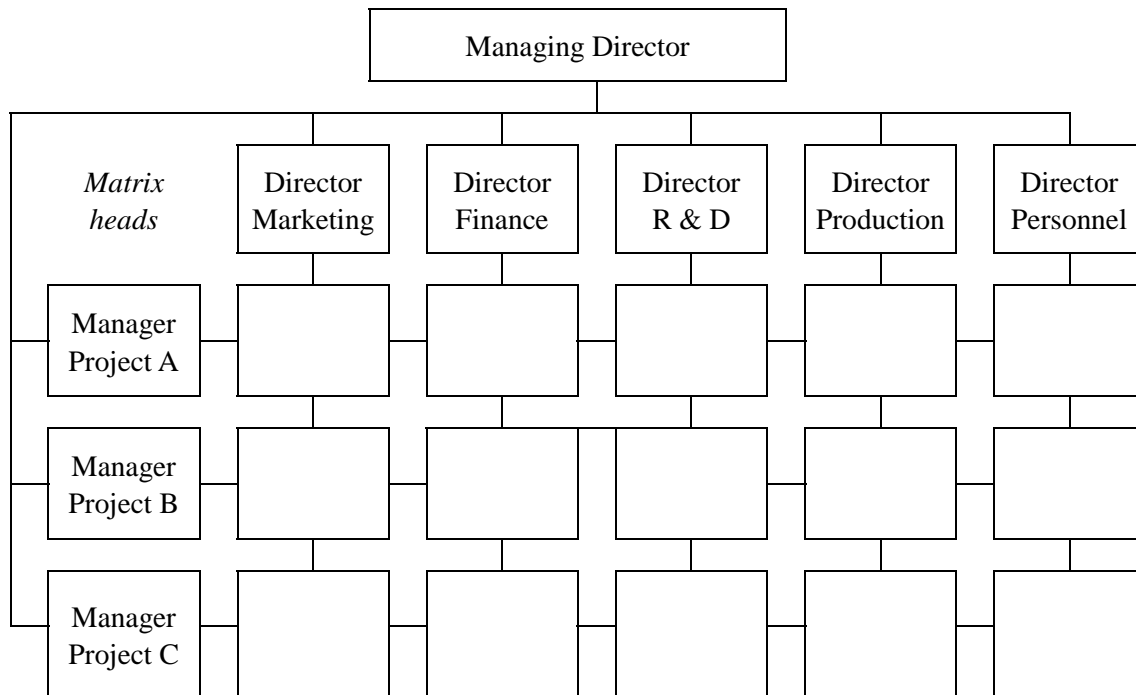 Managing Director
Matrix
heads
Director
Marketing
Director
Finance
Director
R & D
Director
Production
Director
Personnel
Manager
Project A
Manager
Project B
Manager
Project C